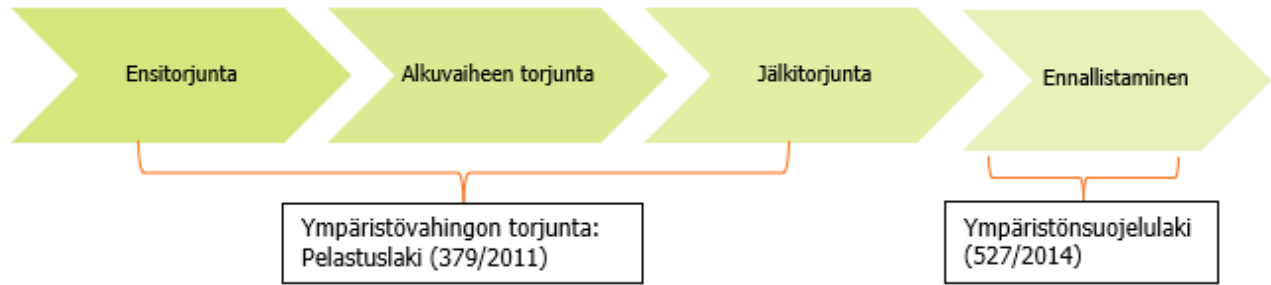 Ensitorjunta
Alkuvaiheen torjunta
Jälkitorjunta
Ennallistaminen
Ympäristövahingon torjunta:
Pelastuslaki (379/2011)
Ympäristönsuojelulaki
(527/2014)